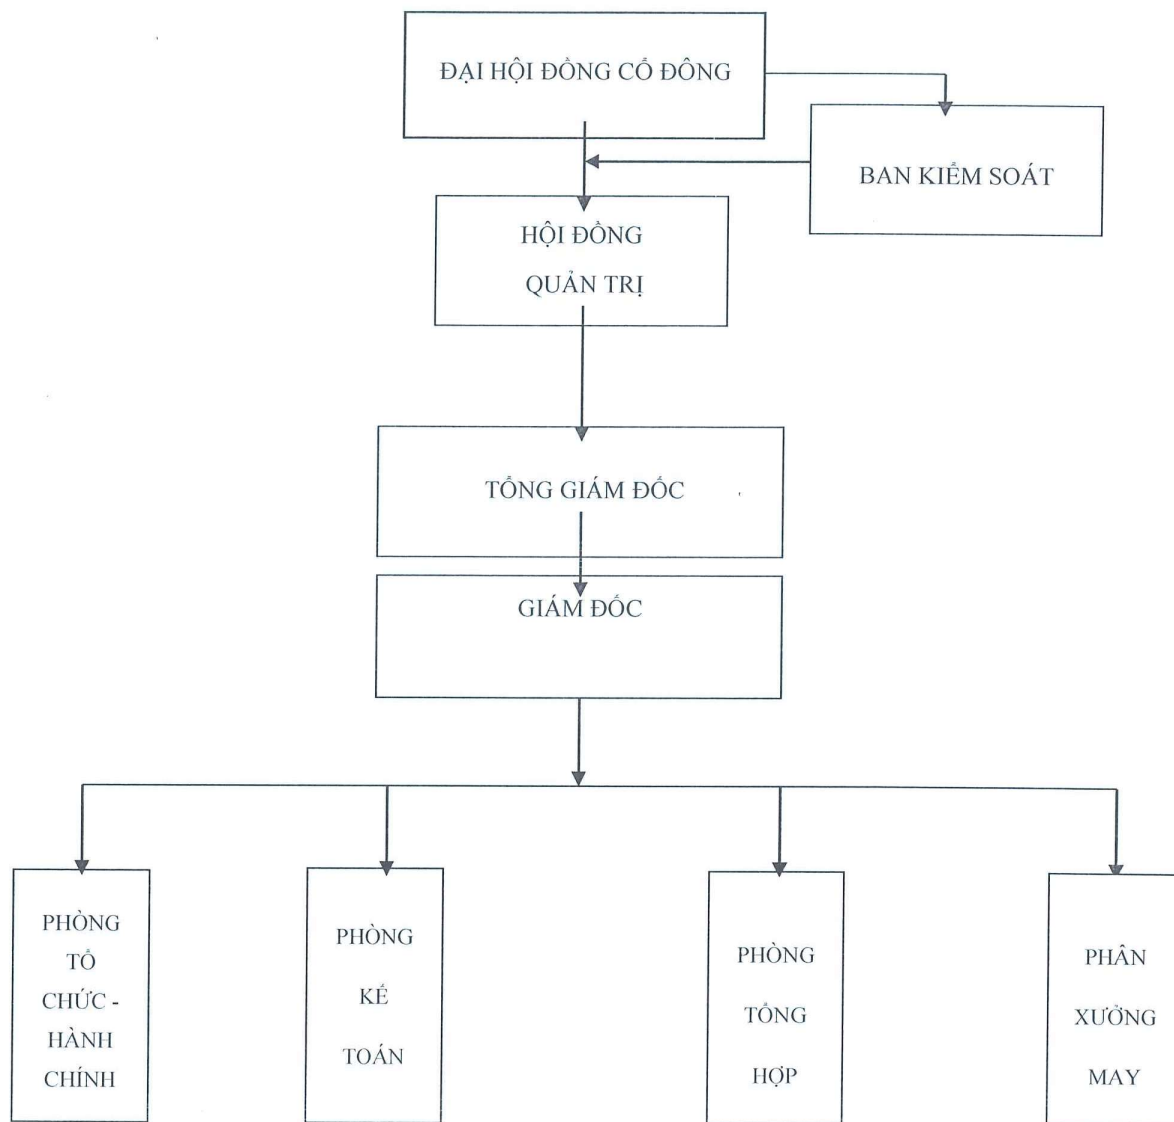 ĐẠI HỘI ĐỒNG CỔ ĐÔNG
BAN KIỂM SOÁT
HỘI ĐỒNG
QUẢN TRỊ
TỔNG GIÁM ĐỐC
GIÁM ĐỐC
PHÒNG
TỔ
CHỨC -
HÀNH
CHÍNH
PHÒNG
KẾ
TOÁN
PHÒNG
TỔNG
HỢP
PHÂN
XƯỞNG
MAY